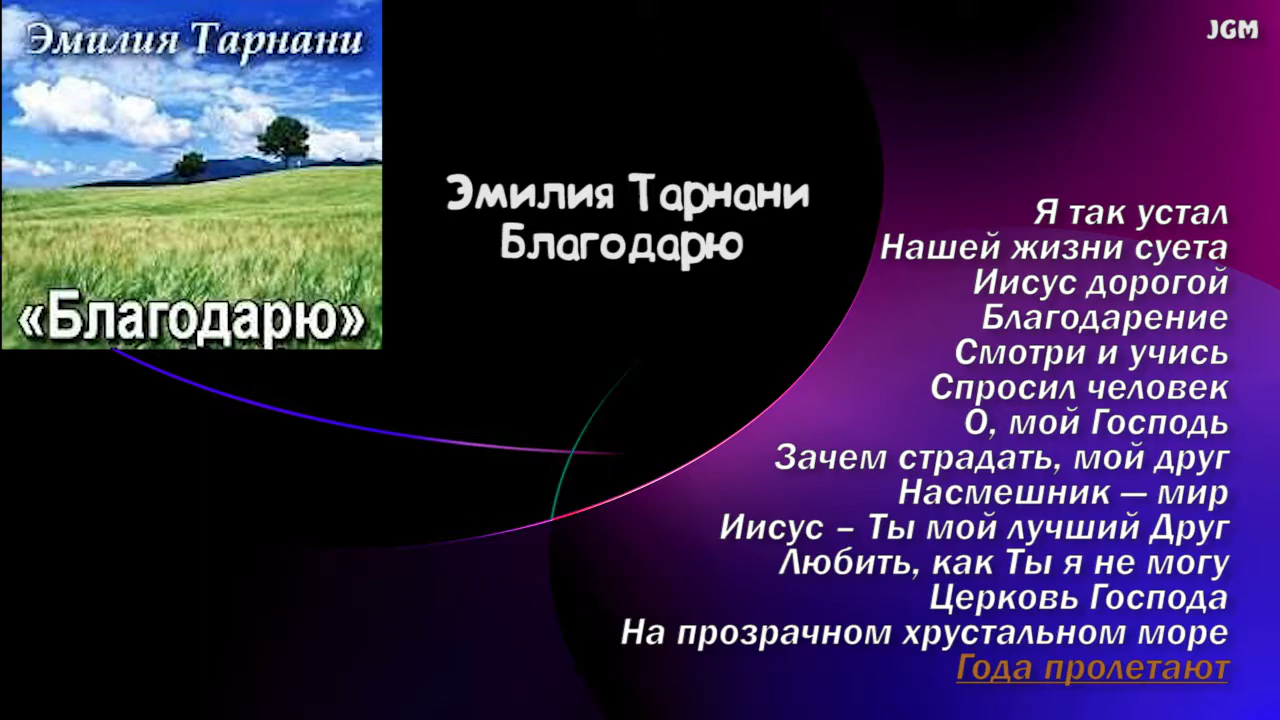 Эмилия Тарнани
«Благодарю»
JGM
Эмилия Тарнани
Благодарю
Я так устал
Нашей жизни суета
Иисус дорогой
Благодарение
Смотри и учись
Спросил человек
О, мой Господь
Зачем страдать, мой друг
Насмешник — мир
Иисус – Ты мой лучший Друг
Любить, как Ты я не могу
Церковь Господа
На прозрачном хрустальном море
Года пролетают